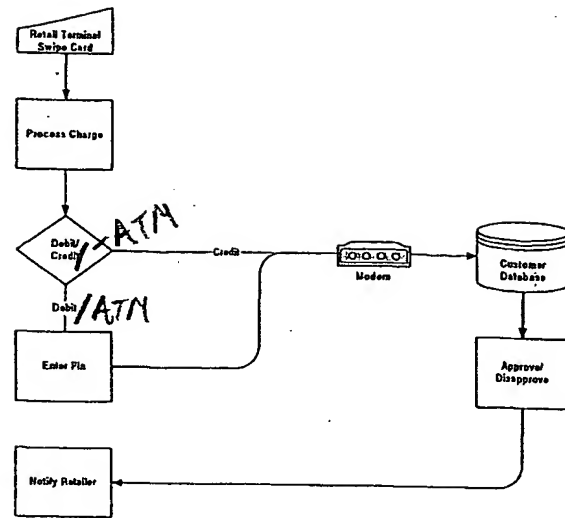 Retail Terminal
Swipe Card
Process Charge
Debit/
Credit / - ATM
Credit
Modem
Customer
Database
Debit / ATM
Enter Pin
Approve/
Disapprove
Notify Retailer